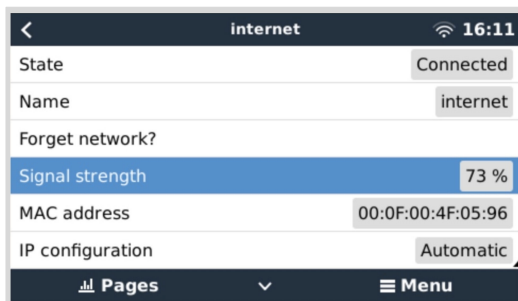 internet 16:11
State Connected
Name internet
Forget network?
Signal strength 73 %
MAC address 00:0F:00:4F:05:96
IP configuration Automatic
Pages Menu